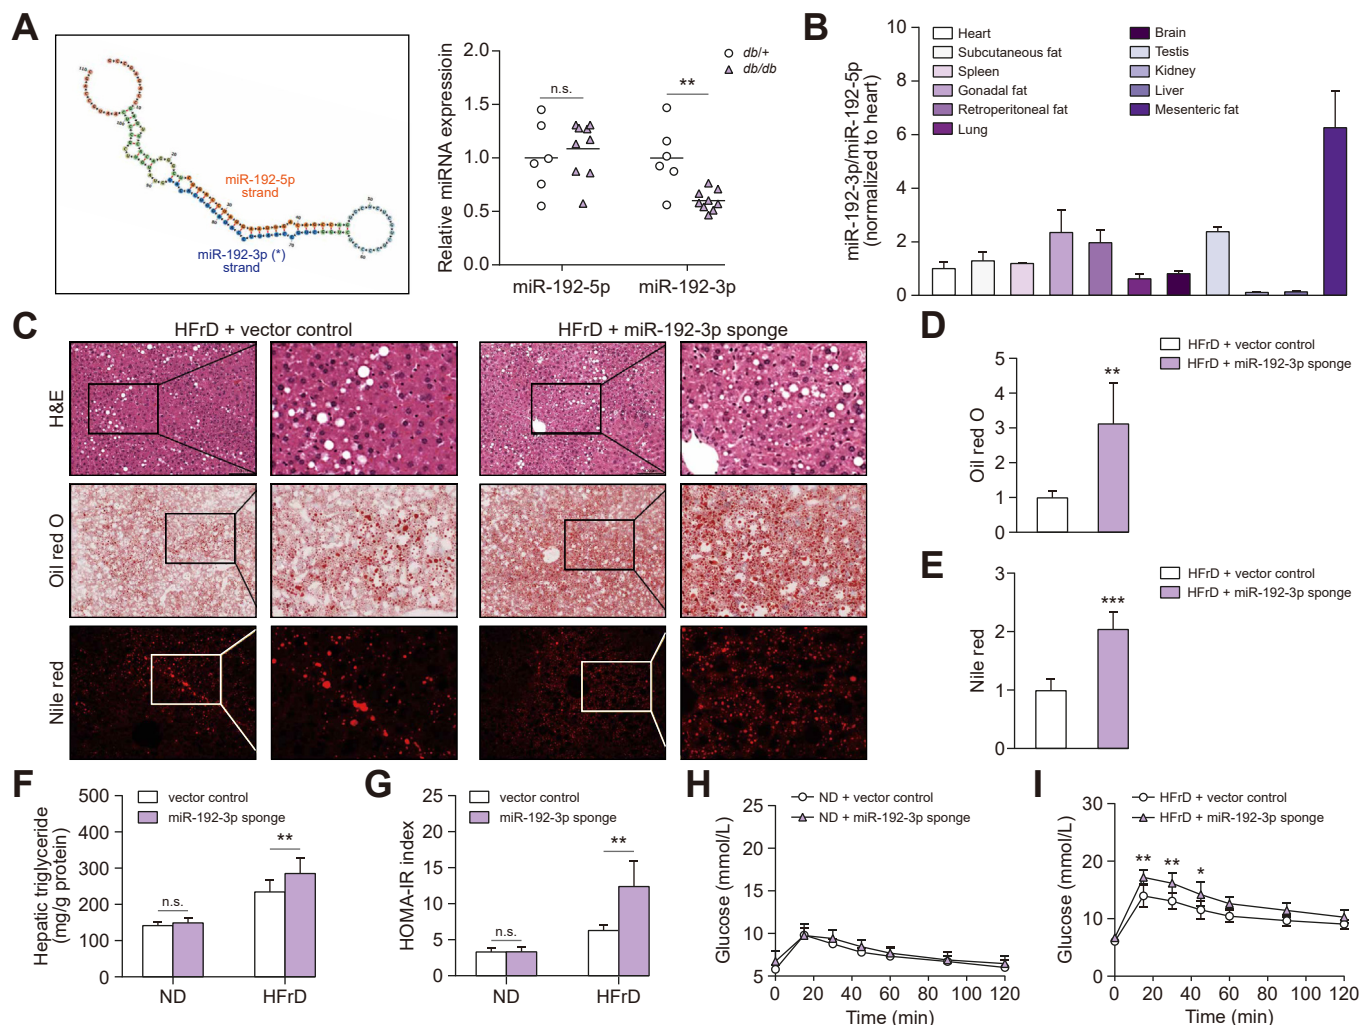 A
miR-192-5p
strand
miR-192-3p (*)
strand
Relative miRNA expressioin
2.0
1.5
1.0
0.5
0.0
db/+
db/db
n.s.
**
miR-192-5p
miR-192-3p
B
miR-192-3p/miR-192-5p
(normalized to heart)
10
8
6
4
2
0
Heart
Subcutaneous fat
Spleen
Gonadal fat
Retroperitoneal fat
Lung
Brain
Testis
Kidney
Liver
Mesenteric fat
C
HFrD + vector control
HFrD + miR-192-3p sponge
H&E
Oil red O
Nile red
D
HFrD + vector control
HFrD + miR-192-3p sponge
Oil red O
5
4
3
2
1
0
**
E
HFrD + vector control
HFrD + miR-192-3p sponge
Nile red
3
2
1
0
***
F
vector control
miR-192-3p sponge
Hepatic triglyceride
(mg/g protein)
500
400
300
200
100
0
n.s.
**
ND
HFrD
G
vector control
miR-192-3p sponge
HOMA-IR index
25
20
15
10
5
0
n.s.
**
ND
HFrD
H
ND + vector control
ND + miR-192-3p sponge
Glucose (mmol/L)
25
20
15
10
5
0 20 40 60 80 100 120
Time (min)
I
HFrD + vector control
HFrD + miR-192-3p sponge
Glucose (mmol/L)
30
20
10
0
** ** *
0 20 40 60 80 100 120
Time (min)